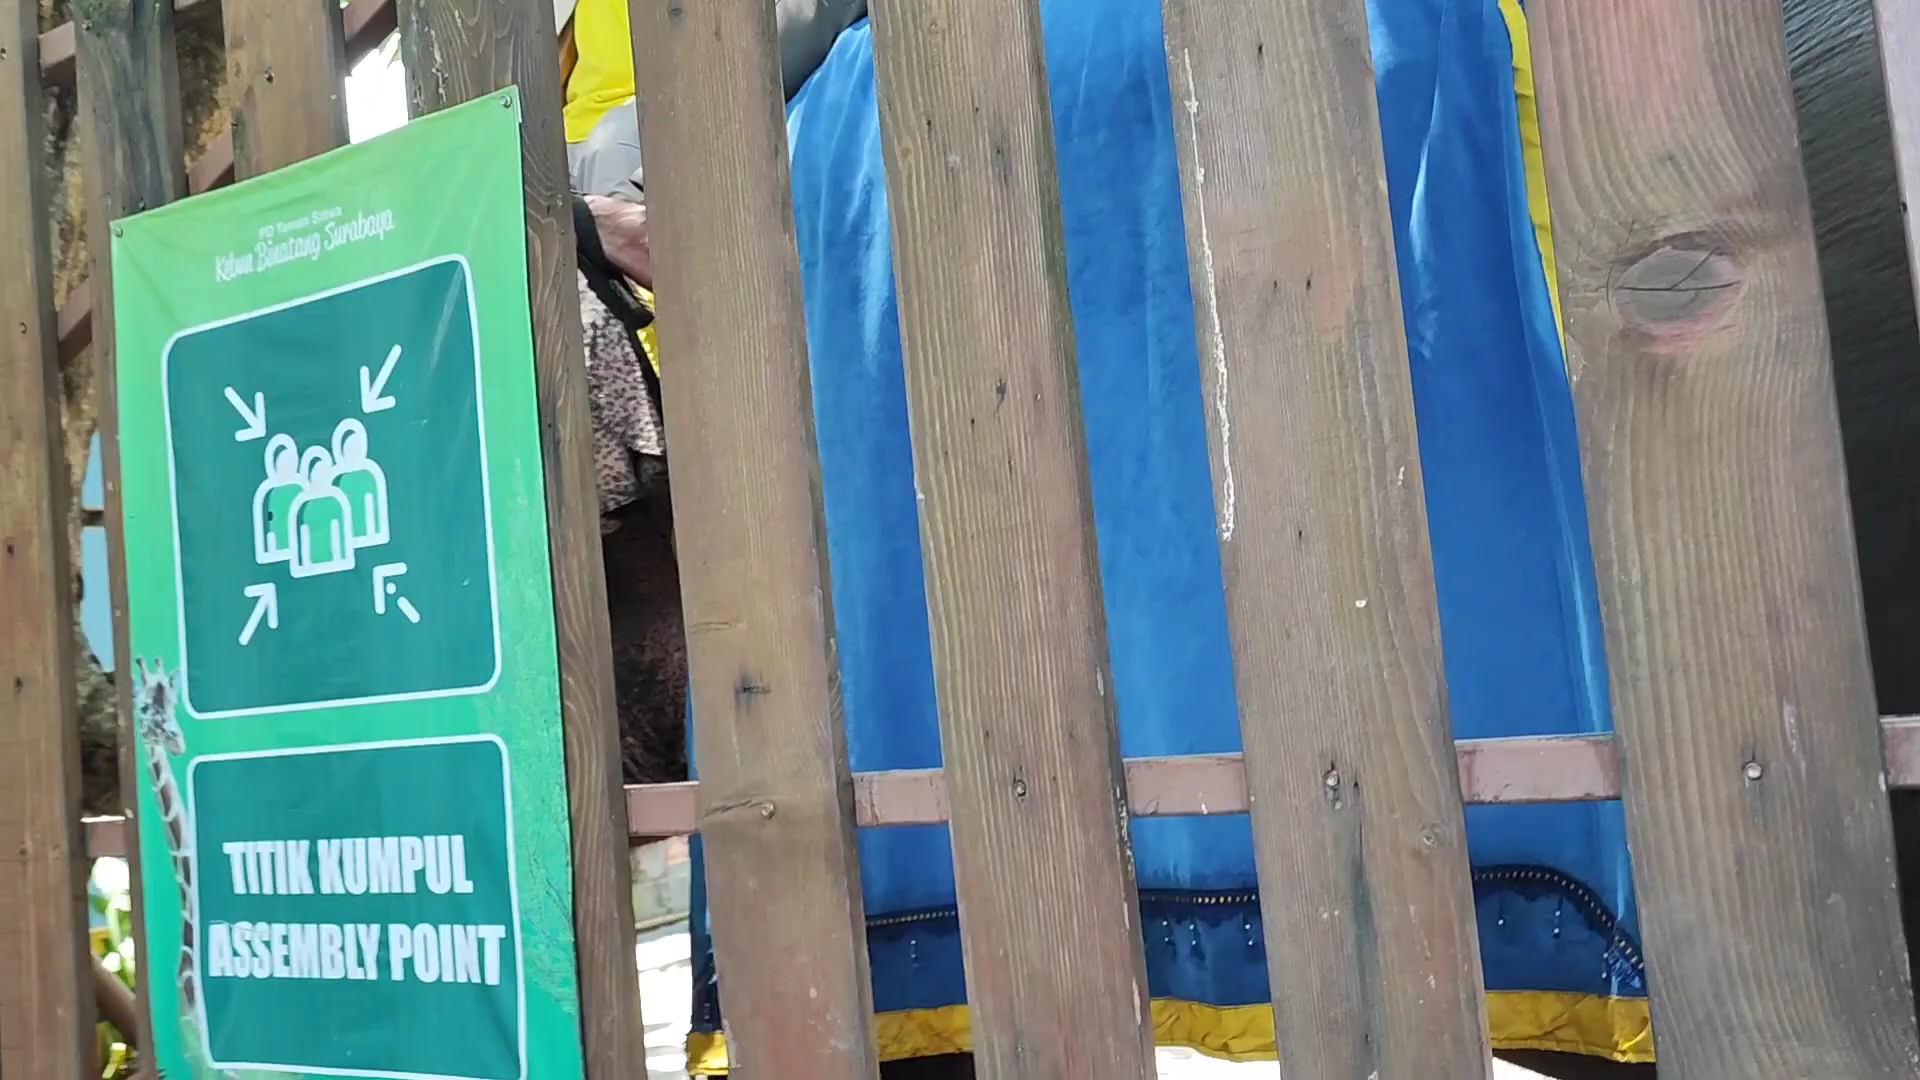 PD Taman Satwa
Kebun Binatang Surabaya
TITIK KUMPUL
ASSEMBLY POINT